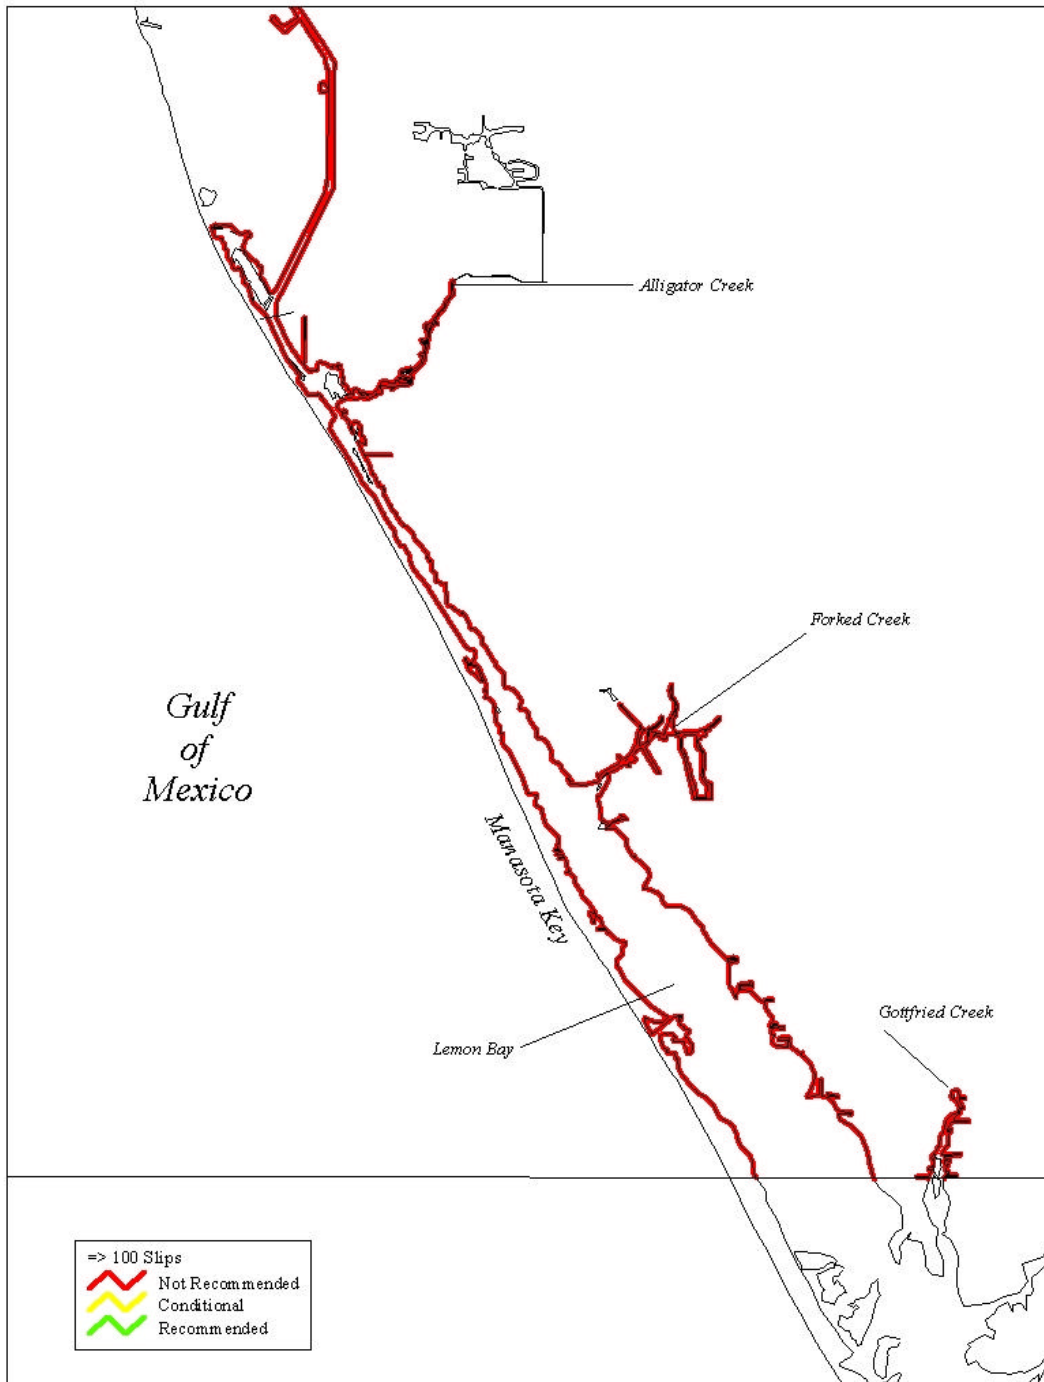 Alligator Creek
Forked Creek
Gulf
of
Mexico
Manasota Key
Gottfried Creek
Lemon Bay
=> 100 Slips
Not Recommended
Conditional
Recommended